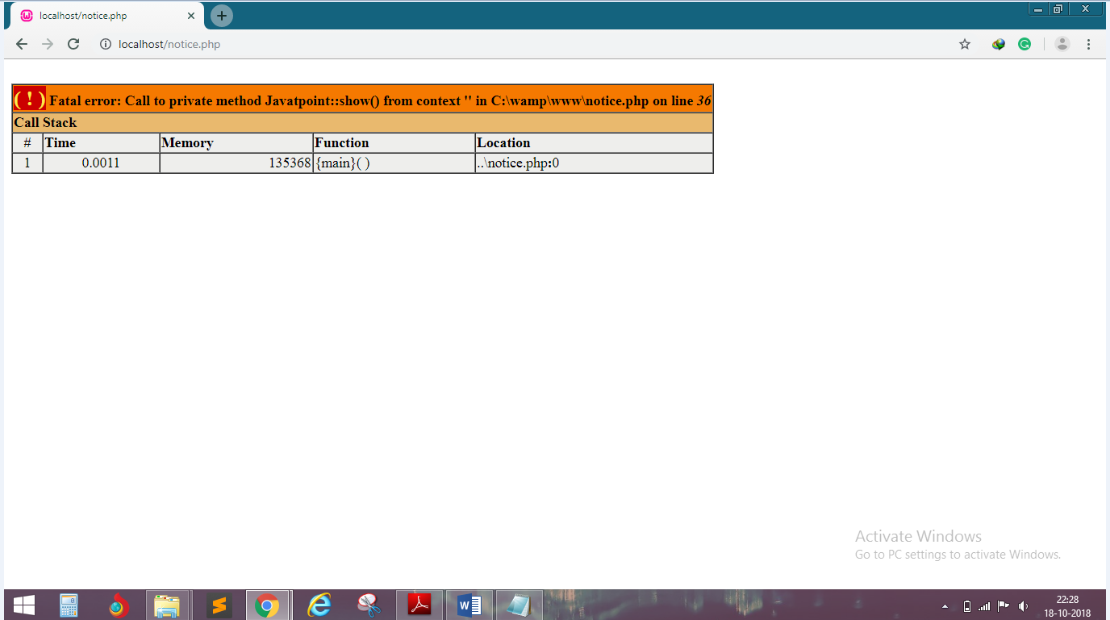 localhost/notice.php
localhost/notice.php
( ! ) Fatal error: Call to private method Javatpoint::show() from context '' in C:\wamp\www\notice.php on line 36
Call Stack
# Time Memory Function Location
1 0.0011 135368 {main}( ) ..\notice.php:0
Activate Windows
Go to PC settings to activate Windows.
22:28
18-10-2018